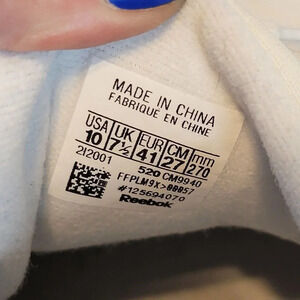 MADE IN CHINA
FABRIQUE EN CHINE
USA UK EUR CM mm
10 7½ 41 27 270
2I2001 520 CM9940
FFPLM9X>00057
#125694070
Reebok